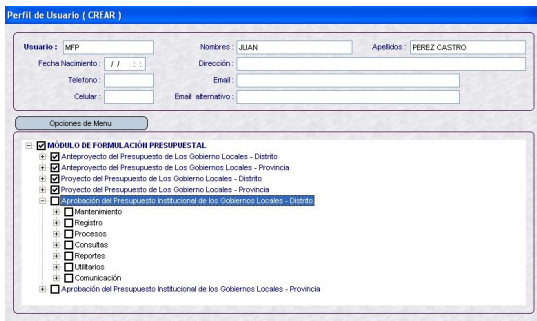 Perfil de Usuario ( CREAR )
Usuario : MFP Nombres : JUAN Apellidos : PEREZ CASTRO
Fecha Nacimiento : / / : : Dirección :
Telefono : Email :
Celular : Email alternativo :
Opciones de Menu
MÓDULO DE FORMULACIÓN PRESUPUESTAL
Anteproyecto del Presupuesto de Los Gobierno Locales - Distrito
Anteproyecto del Presupuesto de Los Gobierno Locales - Provincia
Proyecto del Presupuesto de Los Gobierno Locales - Distrito
Proyecto del Presupuesto de Los Gobierno Locales - Provincia
Aprobación del Presupuesto Institucional de los Gobiernos Locales - Distrito
Mantenimiento
Registro
Procesos
Consultas
Reportes
Utilitarios
Comunicación
Aprobación del Presupuesto Institucional de los Gobiernos Locales - Provincia